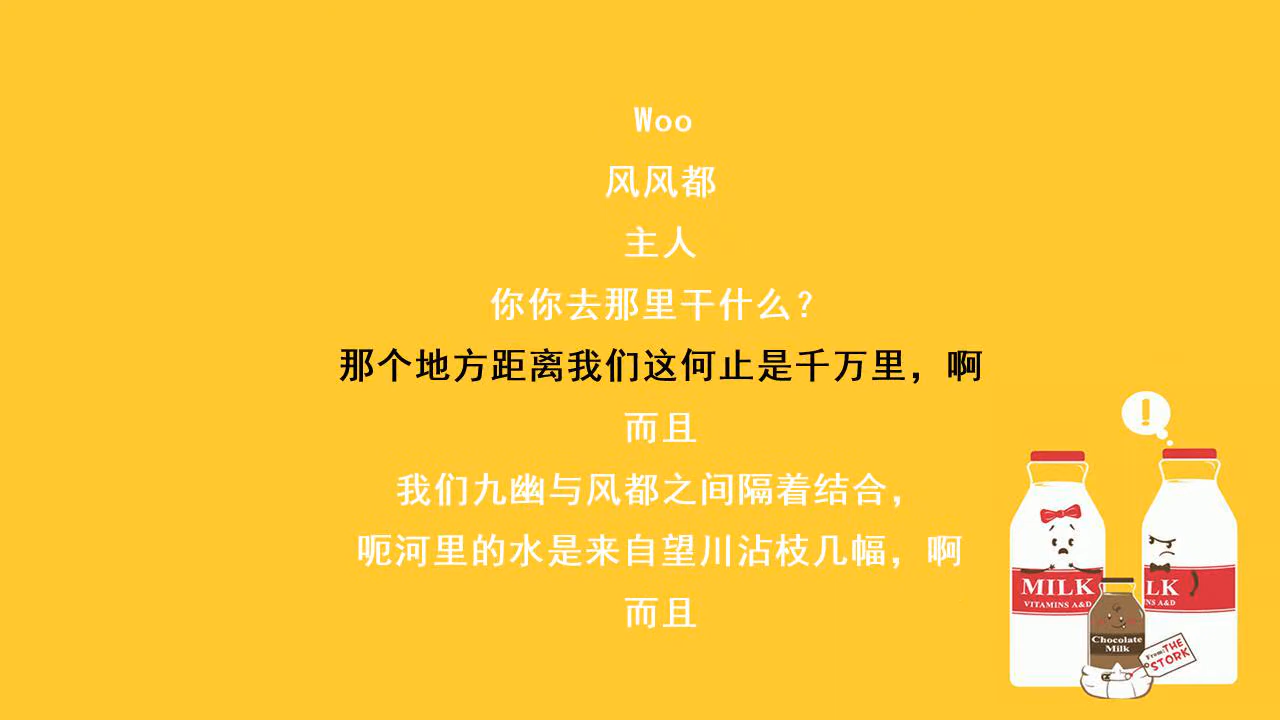 Woo
风风都
主人
你你去那里干什么？
那个地方距离我们这何止是千万里，啊
而且
我们九幽与风都之间隔着结合，
呃河里的水是来自望川沾枝几幅，啊
而且
!
MILK
VITAMINS A&D
LK
NS A&D
Chocolate
Milk
From: THE
STORK